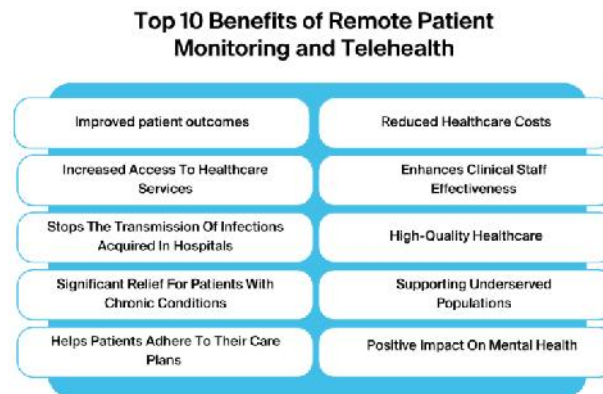 Top 10 Benefits of Remote Patient
Monitoring and Telehealth
Improved patient outcomes
Reduced Healthcare Costs
Increased Access To Healthcare
Services
Enhances Clinical Staff
Effectiveness
Stops The Transmission Of Infections
Acquired In Hospitals
High-Quality Healthcare
Significant Relief For Patients With
Chronic Conditions
Supporting Underserved
Populations
Helps Patients Adhere To Their Care
Plans
Positive Impact On Mental Health